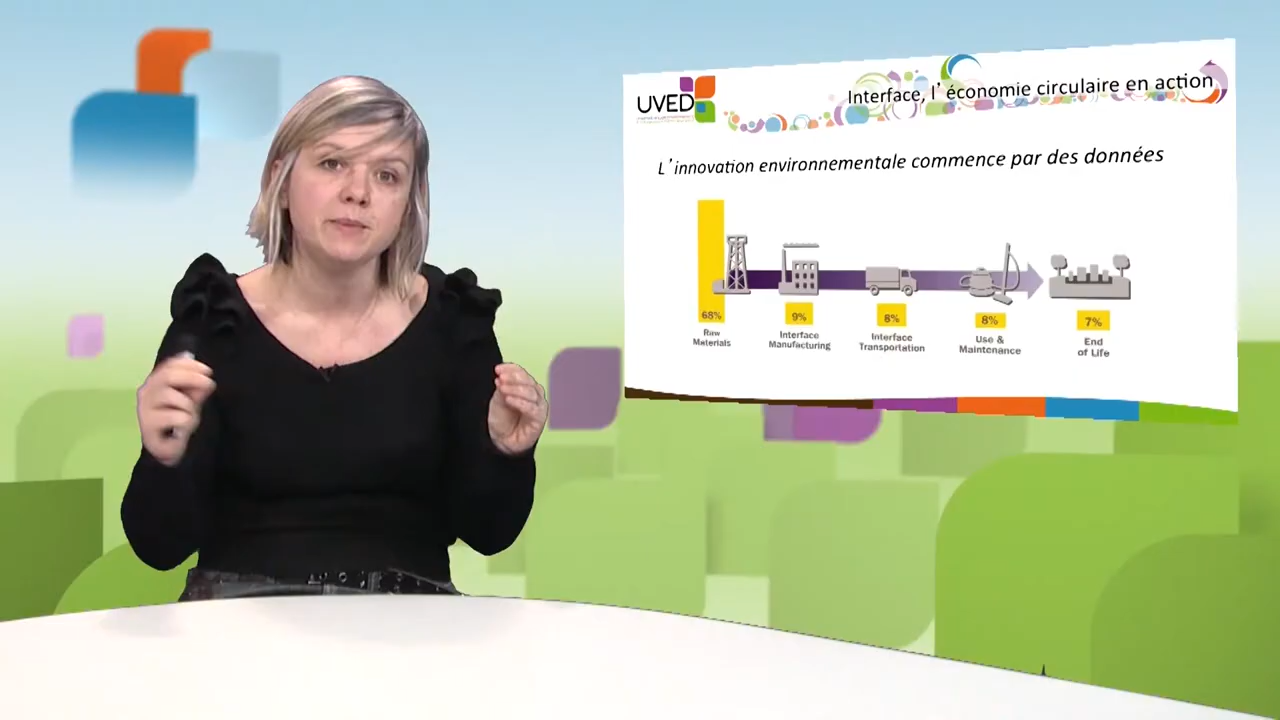 UVED
Interface, l'économie circulaire en action
L'innovation environnementale commence par des données
68%
Raw
Materials
9%
Interface
Manufacturing
8%
Interface
Transportation
8%
Use &
Maintenance
7%
End
of Life